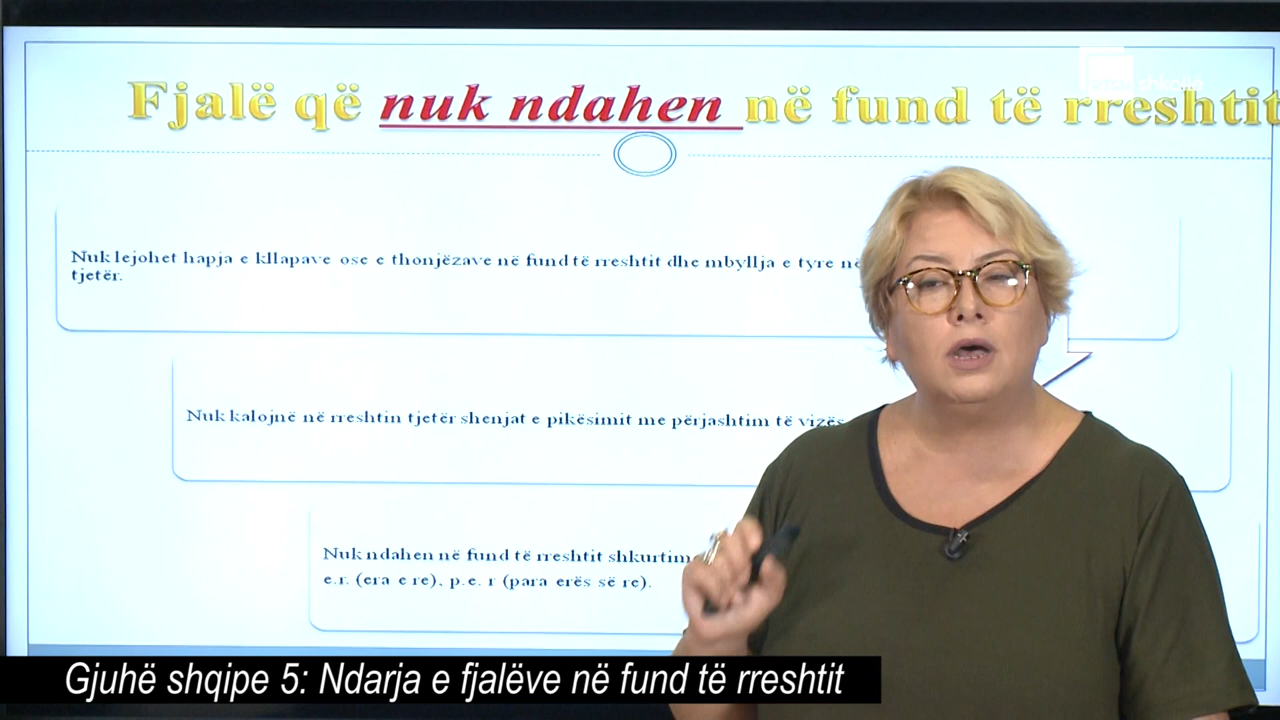 Fjalë që nuk ndahen në fund të rreshtit
shkolla
Nuk lejohet hapja e kllapave ose e thonjëzave në fund të rreshtit dhe mbyllja e tyre në
tjetër.
Nuk kalojnë në rreshtin tjetër shenjat e pikësimit me përjashtim të vizës
Nuk ndahen në fund të rreshtit
e.r. (era e re), p.e. r (para erës së re).
Gjuhë shqipe 5: Ndarja e fjalëve në fund të rreshtit